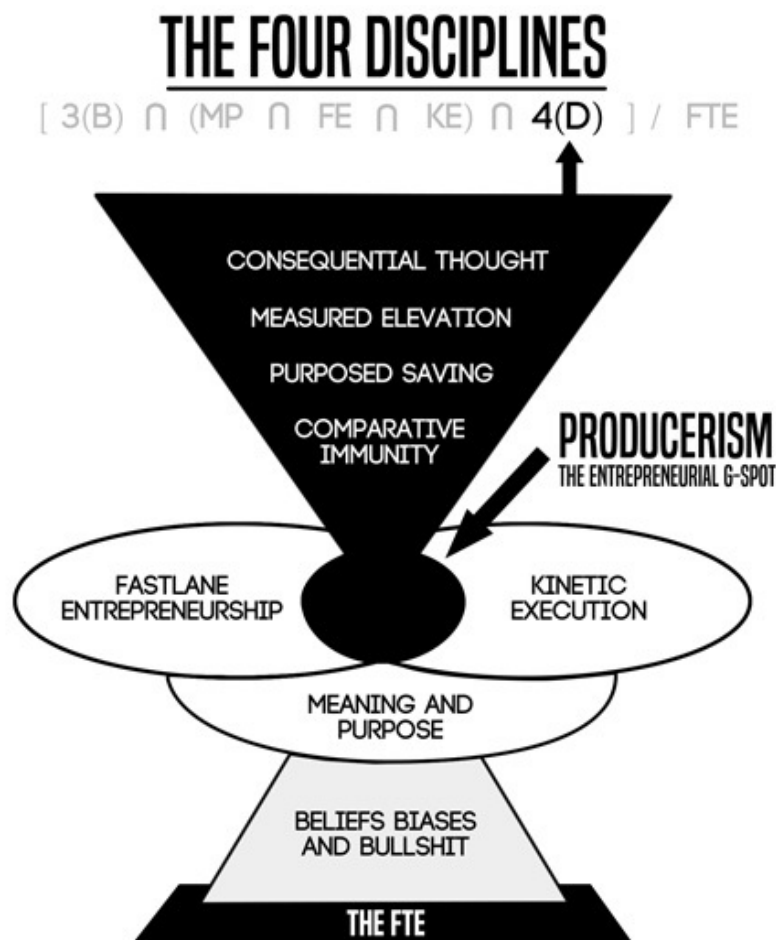 THE FOUR DISCIPLINES
[ 3(B) ∩ (MP ∩ FE ∩ KE) ∩ 4(D) ] / FTE
CONSEQUENTIAL THOUGHT
MEASURED ELEVATION
PURPOSED SAVING
COMPARATIVE
IMMUNITY
PRODUCERISM
THE ENTREPRENEURIAL G-SPOT
FASTLANE
ENTREPRENEURSHIP
KINETIC
EXECUTION
MEANING AND
PURPOSE
BELIEFS BIASES
AND BULLSHIT
THE FTE